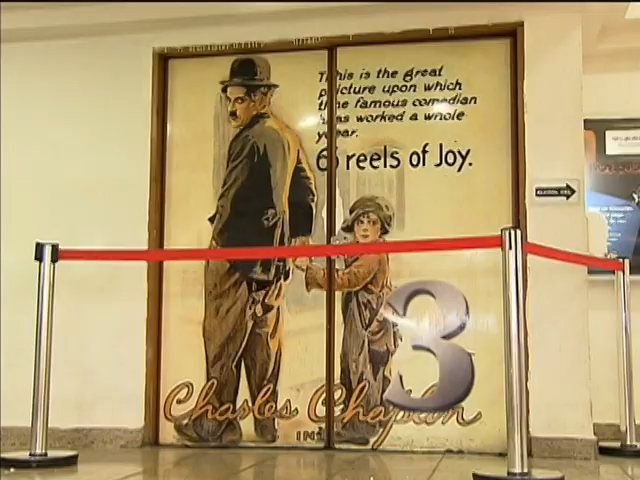 This is the great
picture upon which
the famous comedian
has worked a whole
year.
6 reels of Joy.
3
Charles Chaplin
IN